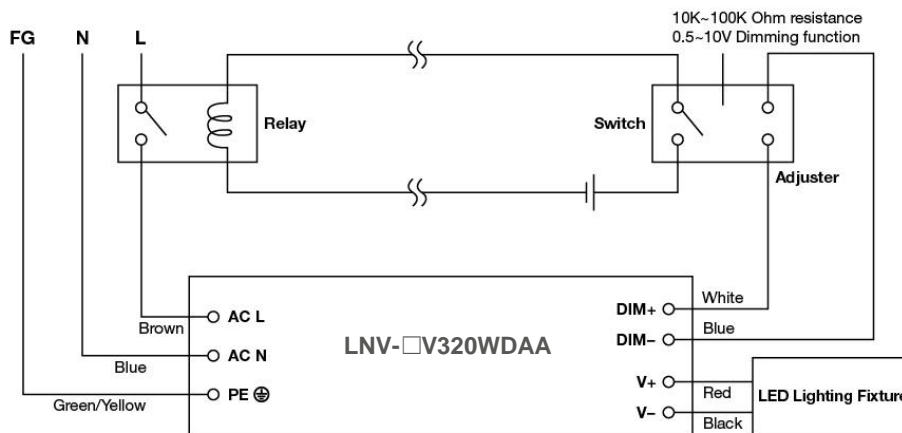 10K~100K Ohm resistance
0.5~10V Dimming function
FG N L
Relay
Switch
Adjuster
DIM+ White
AC L
Brown
DIM− Blue
LNV-□V320WDAA
AC N
Blue
V+
Red
LED Lighting Fixture
PE
Green/Yellow
V−
Black